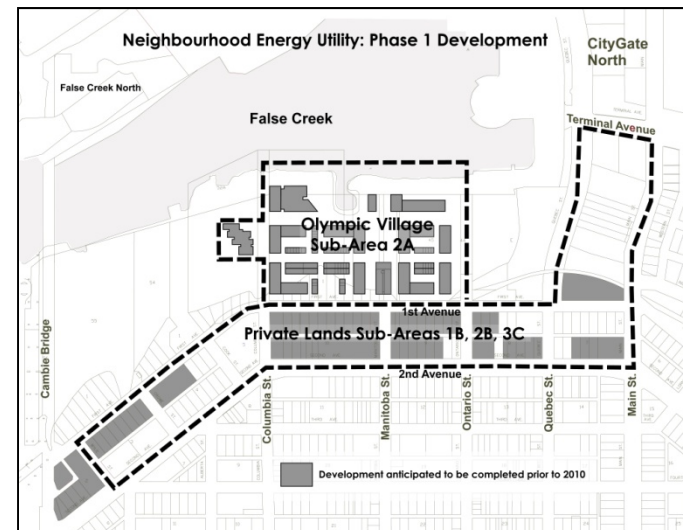 Neighbourhood Energy Utility: Phase 1 Development
CityGate
North
False Creek North
False Creek
Terminal Avenue
Olympic Village
Sub-Area 2A
1st Avenue
Private Lands Sub-Areas 1B, 2B, 3C
2nd Avenue
Cambie Bridge
Columbia St.
Manitoba St.
Ontario St.
Quebec St.
Main St.
Development anticipated to be completed prior to 2010